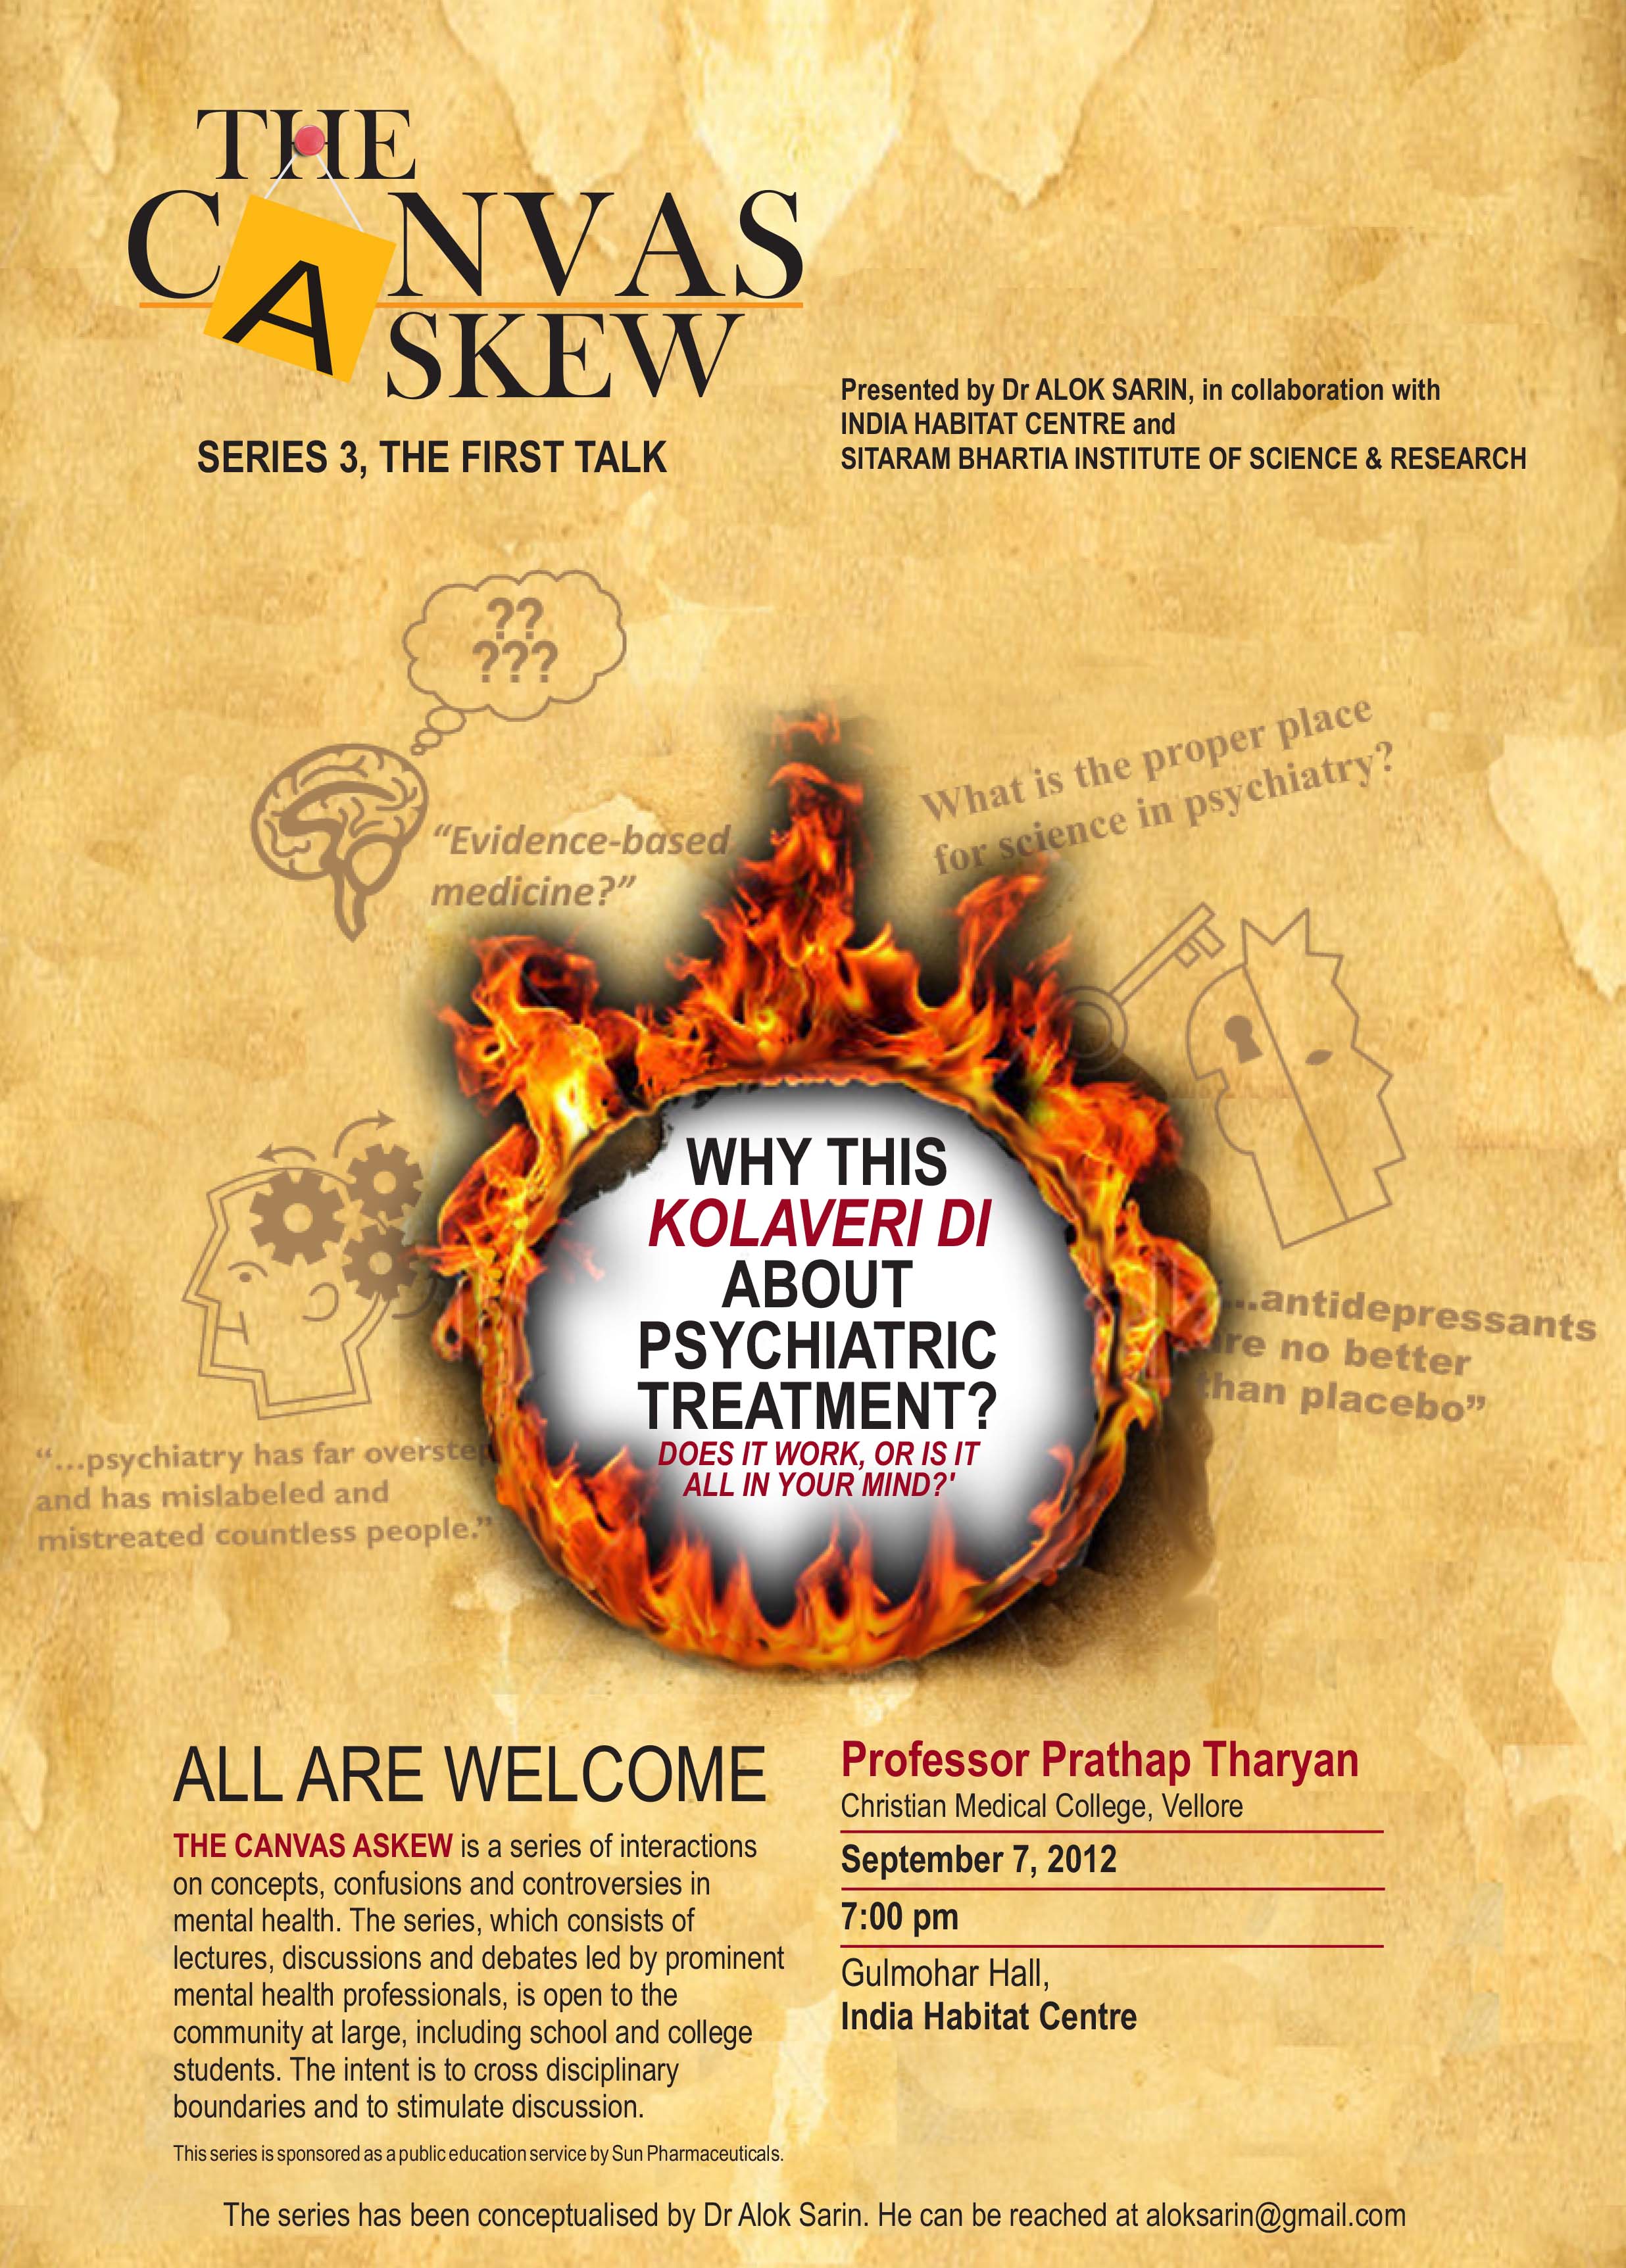 THE
CANVAS
ASKEW
SERIES 3, THE FIRST TALK
Presented by Dr ALOK SARIN, in collaboration with
INDIA HABITAT CENTRE and
SITARAM BHARTIA INSTITUTE OF SCIENCE & RESEARCH
??
???
“Evidence-based
medicine?”
What is the proper place
for science in psychiatry?
WHY THIS
KOLAVERI DI
ABOUT
PSYCHIATRIC
TREATMENT?
DOES IT WORK, OR IS IT
ALL IN YOUR MIND?'
...antidepressants
are no better
than placebo”
“...psychiatry has far overstep
and has mislabeled and
mistreated countless people.”
ALL ARE WELCOME
THE CANVAS ASKEW is a series of interactions
on concepts, confusions and controversies in
mental health. The series, which consists of
lectures, discussions and debates led by prominent
mental health professionals, is open to the
community at large, including school and college
students. The intent is to cross disciplinary
boundaries and to stimulate discussion.
This series is sponsored as a public education service by Sun Pharmaceuticals.
Professor Prathap Tharyan
Christian Medical College, Vellore
September 7, 2012
7:00 pm
Gulmohar Hall,
India Habitat Centre
The series has been conceptualised by Dr Alok Sarin. He can be reached at aloksarin@gmail.com